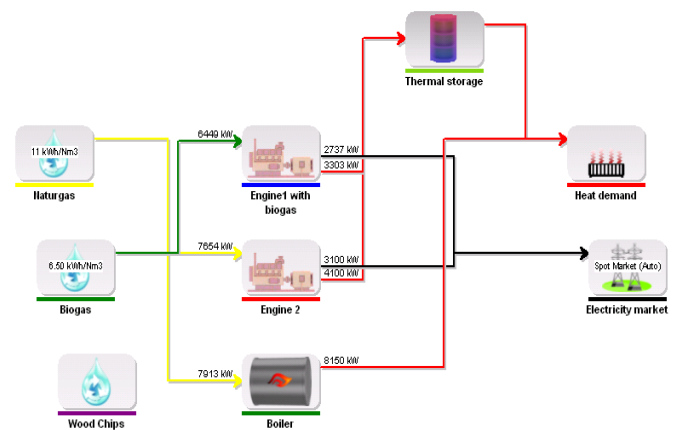 Thermal storage
6449 kW
11 kWh/Nm3
Naturgas
2737 kW
3303 kW
Engine1 with
biogas
Heat demand
7654 kW
6.50 kWh/Nm3
Biogas
3100 kW
4100 kW
Engine 2
Spot Market (Auto)
Electricity market
7913 kW
8150 kW
Boiler
Wood Chips